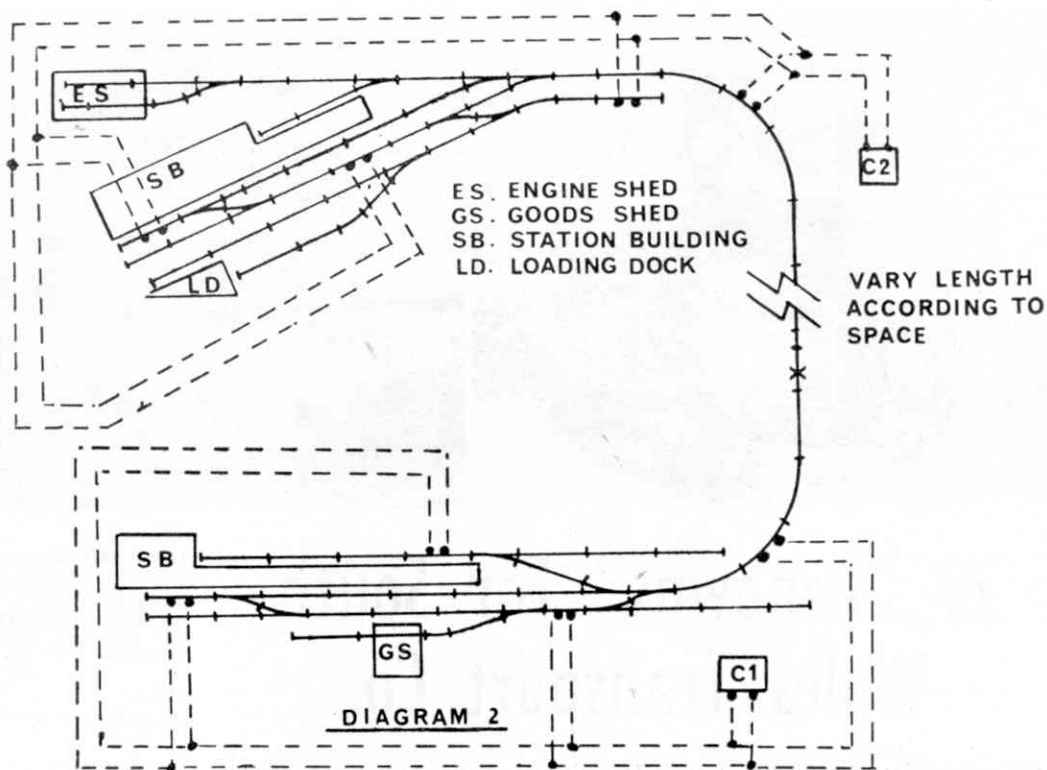 ES
SB
LD
C2
ES. ENGINE SHED
GS. GOODS SHED
SB. STATION BUILDING
LD. LOADING DOCK
VARY LENGTH
ACCORDING TO
SPACE
SB
GS
C1
DIAGRAM 2